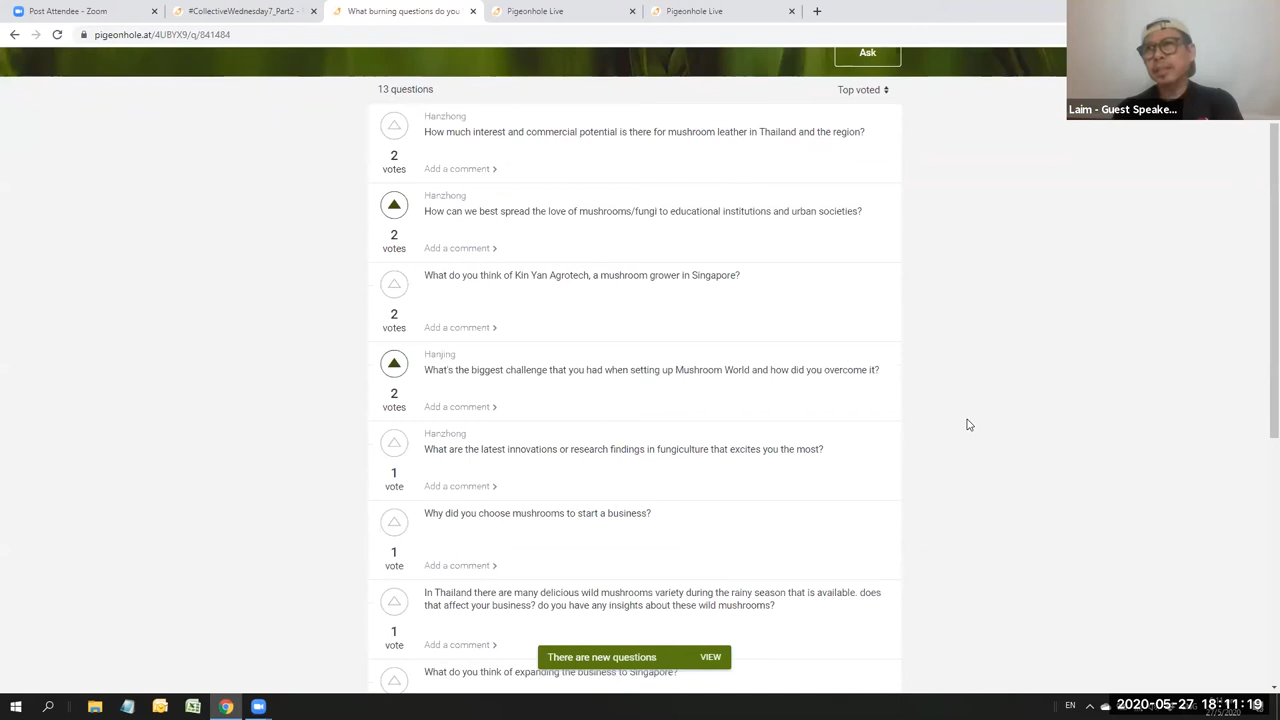 Post Attendee - Zoom
#CollectiveWednesday7_Part2 -
What burning questions do you
Pigeonhole Live
Pigeonhole Live
pigeonhole.at/4UBYX9/q/841484
Ask
Laim - Guest Speake...
13 questions
Top voted
Hanzhong
How much interest and commercial potential is there for mushroom leather in Thailand and the region?
2
votes
Add a comment
Hanzhong
How can we best spread the love of mushrooms/fungi to educational institutions and urban societies?
2
votes
Add a comment
What do you think of Kin Yan Agrotech, a mushroom grower in Singapore?
2
votes
Add a comment
Hanjing
What's the biggest challenge that you had when setting up Mushroom World and how did you overcome it?
2
votes
Add a comment
Hanzhong
What are the latest innovations or research findings in fungiculture that excites you the most?
1
vote
Add a comment
Why did you choose mushrooms to start a business?
1
vote
Add a comment
In Thailand there are many delicious wild mushrooms variety during the rainy season that is available. does
that affect your business? do you have any insights about these wild mushrooms?
1
vote
Add a comment
There are new questions VIEW
What do you think of expanding the business to Singapore?
EN
2020-05-27 18:11:19